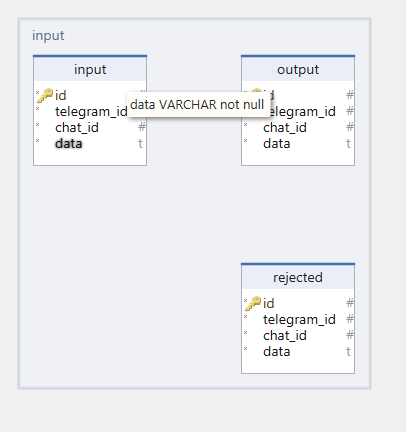 input
input
id #
telegram_id
chat_id #
data t
data VARCHAR not null
output
id #
telegram_id #
chat_id #
data t
rejected
id #
telegram_id #
chat_id #
data t